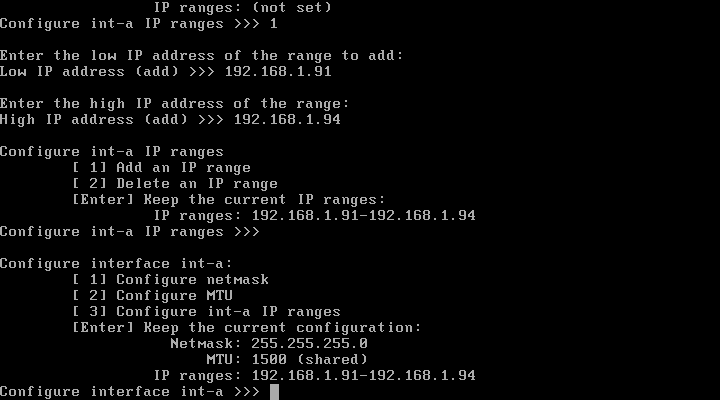 IP ranges: (not set)
Configure int-a IP ranges >>> 1
Enter the low IP address of the range to add:
Low IP address (add) >>> 192.168.1.91
Enter the high IP address of the range:
High IP address (add) >>> 192.168.1.94
Configure int-a IP ranges
[ 1] Add an IP range
[ 2] Delete an IP range
[Enter] Keep the current IP ranges:
IP ranges: 192.168.1.91-192.168.1.94
Configure int-a IP ranges >>>
Configure interface int-a:
[ 1] Configure netmask
[ 2] Configure MTU
[ 3] Configure int-a IP ranges
[Enter] Keep the current configuration:
Netmask: 255.255.255.0
MTU: 1500 (shared)
IP ranges: 192.168.1.91-192.168.1.94
Configure interface int-a >>>